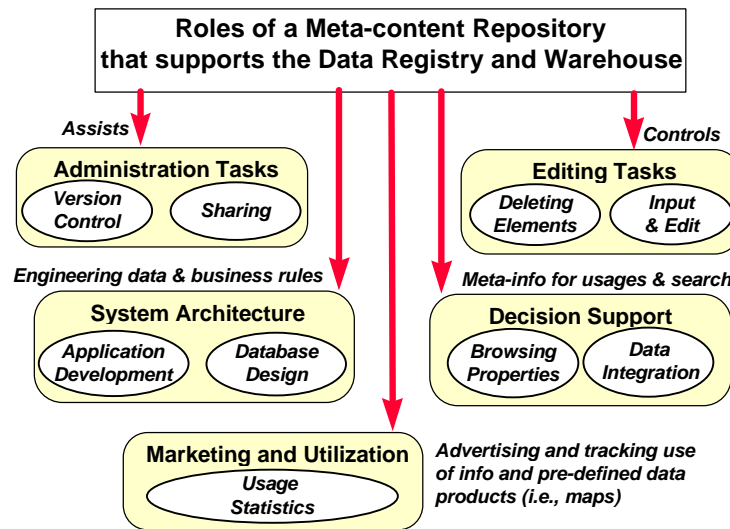 Roles of a Meta-content Repository
that supports the Data Registry and Warehouse
Assists
Controls
Administration Tasks
Version
Control
Sharing
Editing Tasks
Deleting
Elements
Input
& Edit
Engineering data & business rules
Meta-info for usages & search
System Architecture
Application
Development
Database
Design
Decision Support
Browsing
Properties
Data
Integration
Marketing and Utilization
Usage
Statistics
Advertising and tracking use
of info and pre-defined data
products (i.e., maps)